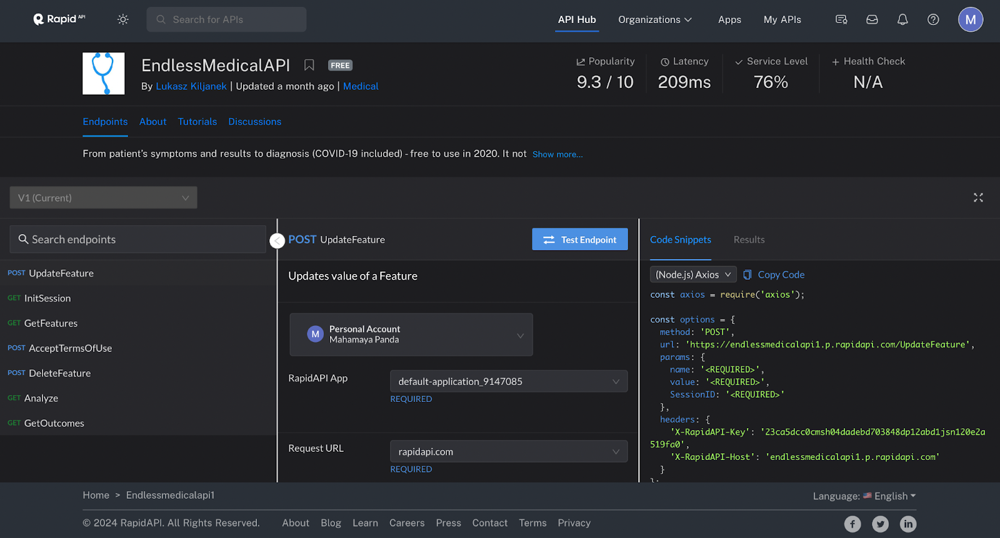 Rapid API
Search for APIs
API Hub
Organizations
Apps
My APIs
M
EndlessMedicalAPI
FREE
By Lukasz Kiljanek | Updated a month ago | Medical
Popularity
9.3 / 10
Latency
209ms
Service Level
76%
Health Check
N/A
Endpoints
About
Tutorials
Discussions
From patient's symptoms and results to diagnosis (COVID-19 included) - free to use in 2020. It not Show more...
V1 (Current)
Search endpoints
POST UpdateFeature
GET InitSession
GET GetFeatures
POST AcceptTermsOfUse
POST DeleteFeature
GET Analyze
GET GetOutcomes
POST UpdateFeature
Test Endpoint
Updates value of a Feature
M
Personal Account
Mahamaya Panda
RapidAPI App
default-application_9147085
REQUIRED
Request URL
rapidapi.com
REQUIRED
Code Snippets
Results
(Node.js) Axios
Copy Code
const axios = require('axios');
const options = {
method: 'POST',
url: 'https://endlessmedicalapi1.p.rapidapi.com/UpdateFeature',
params: {
name: '<REQUIRED>',
value: '<REQUIRED>',
SessionID: '<REQUIRED>'
},
headers: {
'X-RapidAPI-Key': '23ca5dcc0cmsh04dadebd703848dp12abd1jsn120e2a
519fa0',
'X-RapidAPI-Host': 'endlessmedicalapi1.p.rapidapi.com'
}
};
Home > Endlessmedicalapi1
Language: English
© 2024 RapidAPI. All Rights Reserved.
About
Blog
Learn
Careers
Press
Contact
Terms
Privacy